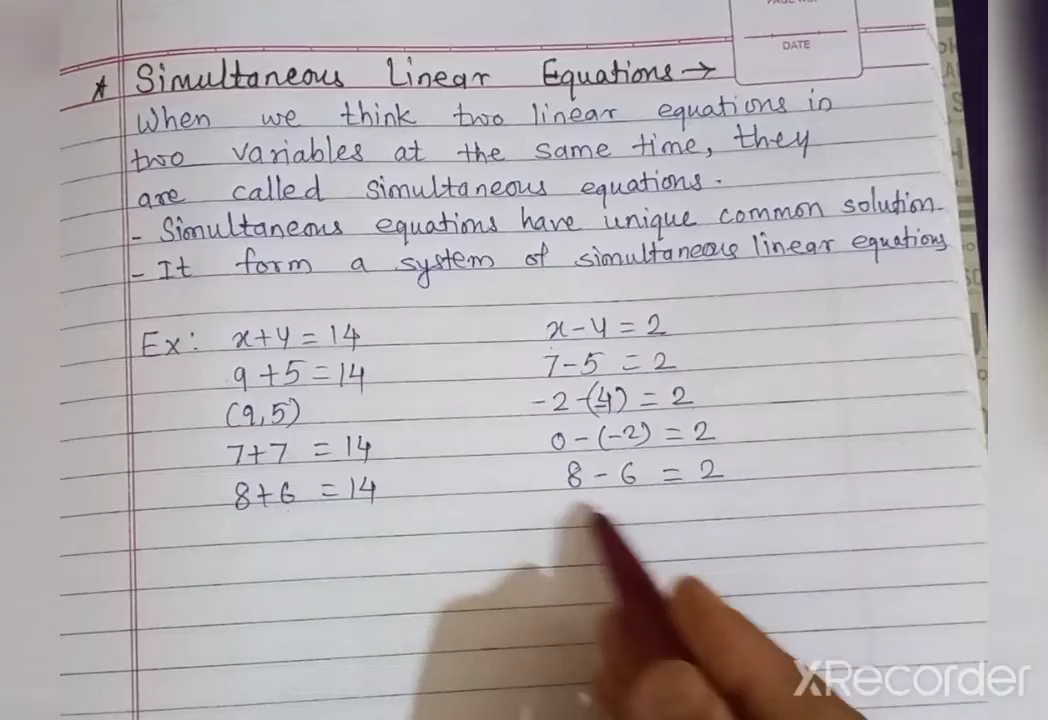 DATE
* Simultaneous Linear Equations →
When we think two linear equations in
two variables at the same time, they
are called simultaneous equations.
- Simultaneous equations have unique common solution.
- It form a system of simultaneous linear equations
Ex: x+y = 14 x-y = 2
9+5 = 14 7-5 = 2
(9,5) -2-(4) = 2
7+7 = 14 0-(-2) = 2
8+6 = 14 8-6 = 2
XRecorder